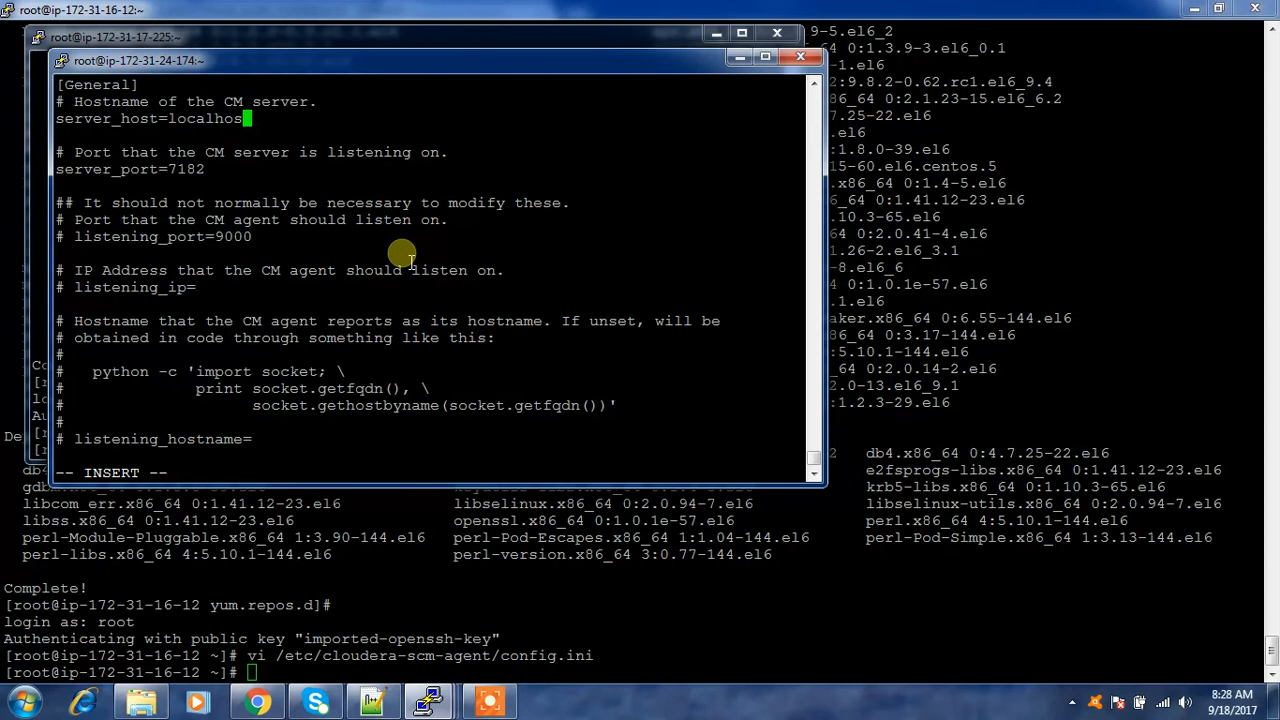 root@ip-172-31-16-12:~
root@ip-172-31-17-225:~
root@ip-172-31-24-174:~
[General]
# Hostname of the CM server.
server_host=localhos
# Port that the CM server is listening on.
server_port=7182
## It should not normally be necessary to modify these.
# Port that the CM agent should listen on.
# listening_port=9000
# IP Address that the CM agent should listen on.
# listening_ip=
# Hostname that the CM agent reports as its hostname. If unset, will be
# obtained in code through something like this:
#
#   python -c 'import socket; \
#              print socket.getfqdn(), \
#                    socket.gethostbyname(socket.getfqdn())'
#
# listening_hostname=
-- INSERT --
9-5.el6_2
64 0:1.3.9-3.el6_0.1
-1.el6
2:9.8.2-0.62.rc1.el6_9.4
86_64 0:2.1.23-15.el6_6.2
7.25-22.el6
.el6
:1.8.0-39.el6
15-60.el6.centos.5
.x86_64 0:1.4-5.el6
_64 0:1.41.12-23.el6
.10.3-65.el6
64 0:2.0.41-4.el6
1.26-2.el6_3.1
-8.el6_6
4 0:1.0.1e-57.el6
.1.el6
aker.x86_64 0:6.55-144.el6
_64 0:3.17-144.el6
:5.10.1-144.el6
_64 0:2.0.14-2.el6
2.0-13.el6_9.1
:1.2.3-29.el6
De
2 db4.x86_64 0:4.7.25-22.el6
db4 e2fsprogs-libs.x86_64 0:1.41.12-23.el6
krb5-libs.x86_64 0:1.10.3-65.el6
libcom_err.x86_64 0:1.41.12-23.el6 libselinux.x86_64 0:2.0.94-7.el6 libselinux-utils.x86_64 0:2.0.94-7.el6
libss.x86_64 0:1.41.12-23.el6 openssl.x86_64 0:1.0.1e-57.el6 perl.x86_64 4:5.10.1-144.el6
perl-Module-Pluggable.x86_64 1:3.90-144.el6 perl-Pod-Escapes.x86_64 1:1.04-144.el6 perl-Pod-Simple.x86_64 1:3.13-144.el6
perl-libs.x86_64 4:5.10.1-144.el6 perl-version.x86_64 3:0.77-144.el6
Complete!
[root@ip-172-31-16-12 yum.repos.d]#
login as: root
Authenticating with public key "imported-openssh-key"
[root@ip-172-31-16-12 ~]# vi /etc/cloudera-scm-agent/config.ini
[root@ip-172-31-16-12 ~]#
8:28 AM
9/18/2017